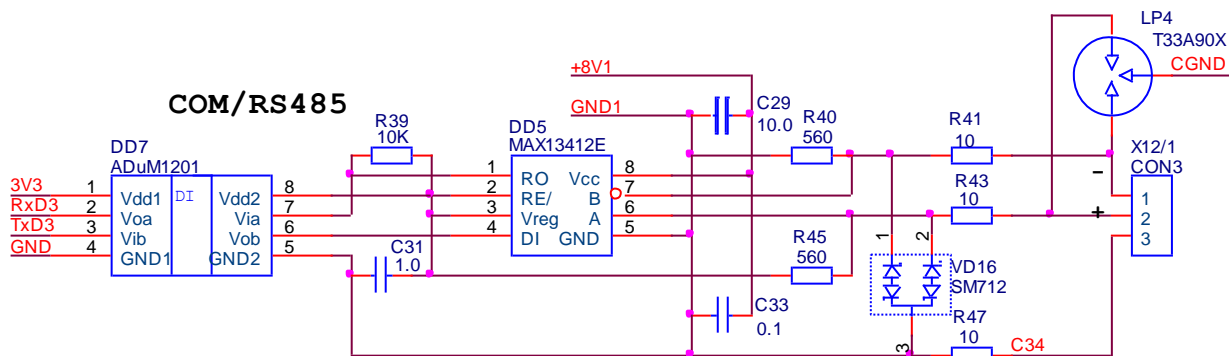 LP4
T33A90X
CGND
+8V1
COM/RS485
GND1
C29
10.0
R40
560
R41
10
R39
10K
DD5
MAX13412E
DD7
ADuM1201
X12/1
CON3
3V3 1 Vdd1 DI Vdd2 8
RxD3 2 Voa Via 7
TxD3 3 Vib Vob 6
GND 4 GND1 GND2 5
1 RO Vcc 8
2 RE/ B 7
3 Vreg A 6
4 DI GND 5
R43
10
-
+
1
2
3
C31
1.0
R45
560
1 2
VD16
SM712
C33
0.1
R47
10
3
C34